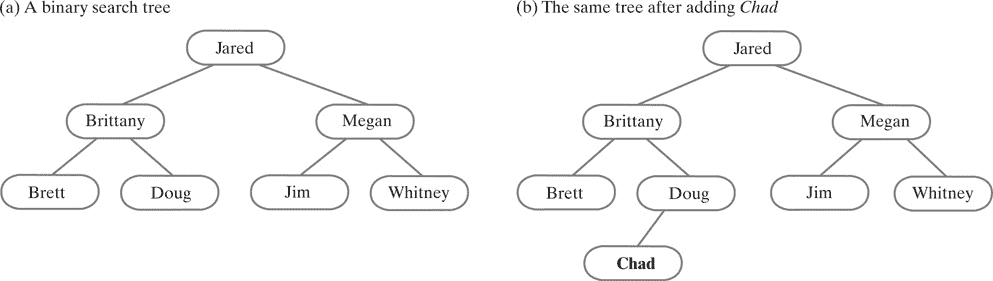 (a) A binary search tree
Jared
Brittany
Megan
Brett
Doug
Jim
Whitney
(b) The same tree after adding Chad
Jared
Brittany
Megan
Brett
Doug
Jim
Whitney
Chad